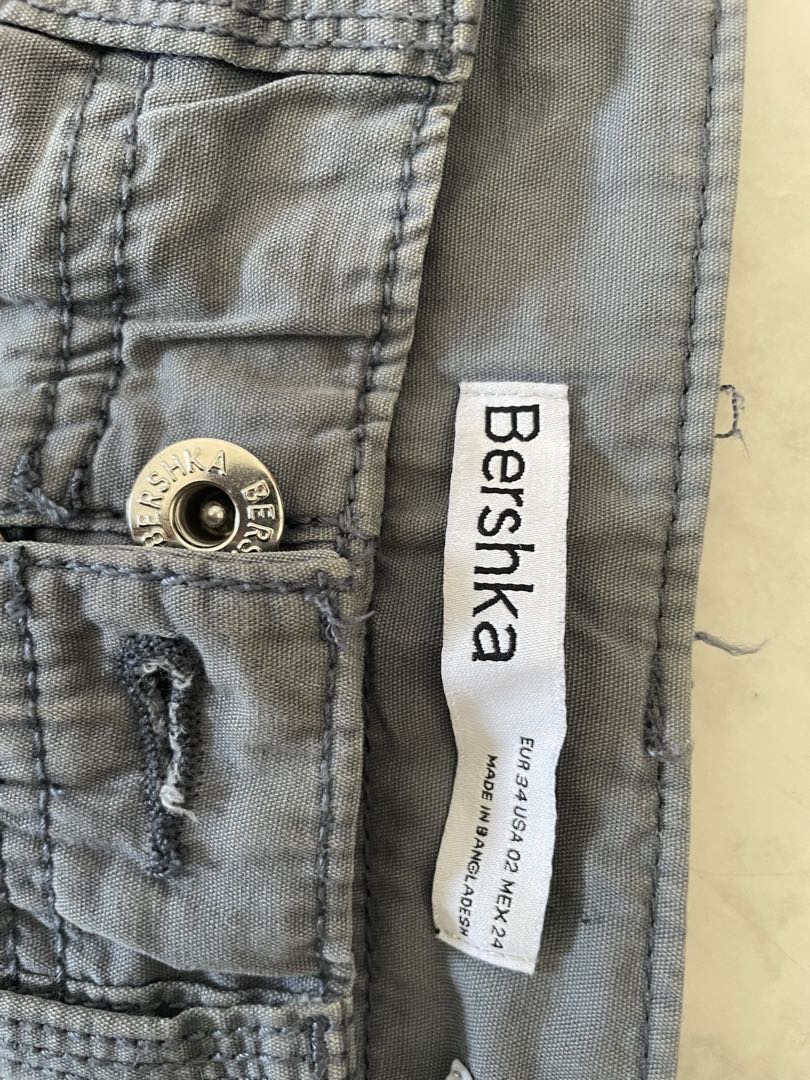 BERSHKA BERS
Bershka
EUR 34 USA 02 MEX 24
MADE IN BANGLADESH